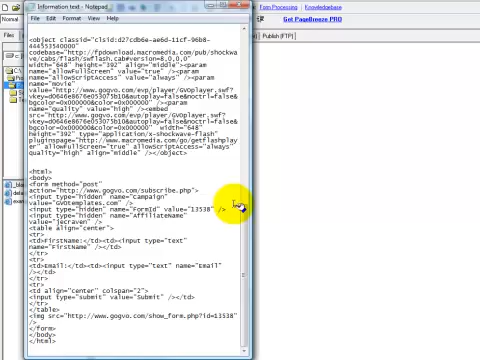 Information text - Notepad
File Edit Format View Help
Form Processing | Knowledgebase
Normal
Get PageBreeze PRO
Files
Publish (FTP)
<object classid="clsid:d27cdb6e-ae6d-11cf-96b8-
444553540000"
codebase="http://fpdownload.macromedia.com/pub/shockwa
ve/cabs/flash/swflash.cab#version=8,0,0,0"
width="648" height="392" align="middle"><param
name="allowFullScreen" value="true" /><param
name="allowScriptAccess" value="always" /><param
name="movie"
value="http://www.gogvo.com/evp/player/GVOplayer.swf?
vkey=d0646e8676e053075b10&autoplay=false&noctrl=false&
bgcolor=0x000000&color=0x000000" /><param
name="quality" value="high" /><embed
src="http://www.gogvo.com/evp/player/GVOplayer.swf?
vkey=d0646e8676e053075b10&autoplay=false&noctrl=false&
bgcolor=0x000000&color=0x000000" width="648"
height="392" type="application/x-shockwave-flash"
pluginspage="http://www.macromedia.com/go/getflashplay
er" allowFullScreen="true" allowScriptAccess="always"
quality="high" align="middle" /></object>
<html>
<body>
<form method="post"
action="http://www.gogvo.com/subscribe.php">
<input type="hidden" name="Campaign"
value="GVOtemplates.com" />
<input type="hidden" name="FormId" value="13538" />
<input type="hidden" name="AffiliateName"
value="jecraven" />
<table align="center">
<tr>
<td>FirstName:</td><td><input type="text"
name="FirstName" /></td>
</tr>
<tr>
<td>Email:</td><td><input type="text" name="Email"
/></td>
</tr>
<tr>
<td align="center" colspan="2">
<input type="submit" value="Submit" /></td>
</tr>
</table>
<img src="http://www.gogvo.com/show_form.php?id=13538"
/>
</form>
</body>
</html>